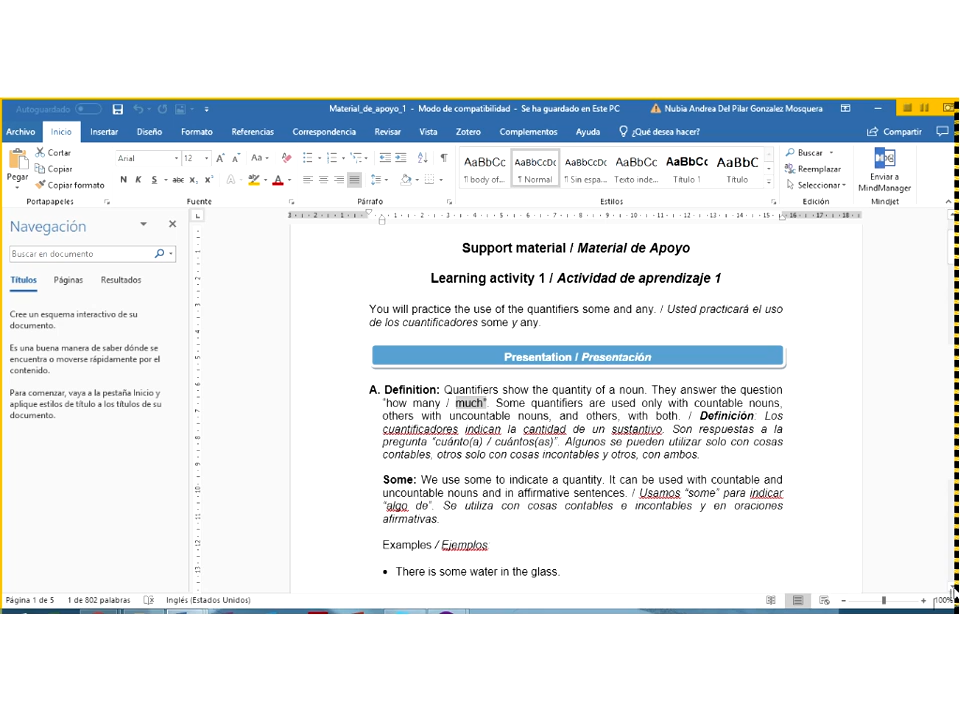 Autoguardado
Material_de_apoyo_1 - Modo de compatibilidad - Se ha guardado en Este PC
Nubia Andrea Del Pilar Gonzalez Mosquera
Archivo Inicio Insertar Diseño Formato Referencias Correspondencia Revisar Vista Zotero Complementos Ayuda ¿Qué desea hacer? Compartir
Pegar
Cortar
Copiar
Copiar formato
Portapapeles
Arial 12
N K S abc x₂ x²
Fuente
Párrafo
AaBbCc ¶ body of...
AaBbCcDc ¶ Normal
AaBbCcDc ¶ Sin espa...
AaBbCc Texto inde...
AaBbCc Título 1
AaBbC Título
Estilos
Buscar
Reemplazar
Seleccionar
Edición
Enviar a
MindManager
Mindjet
Navegación
Buscar en documento
Títulos Páginas Resultados
Cree un esquema interactivo de su
documento.
Es una buena manera de saber dónde se
encuentra o moverse rápidamente por el
contenido.
Para comenzar, vaya a la pestaña Inicio y
aplique estilos de título a los títulos de su
documento.
Support material / Material de Apoyo
Learning activity 1 / Actividad de aprendizaje 1
You will practice the use of the quantifiers some and any. / Usted practicará el uso
de los cuantificadores some y any.
Presentation / Presentación
A. Definition: Quantifiers show the quantity of a noun. They answer the question
"how many / much". Some quantifiers are used only with countable nouns,
others with uncountable nouns, and others, with both. / Definición: Los
cuantificadores indican la cantidad de un sustantivo. Son respuestas a la
pregunta "cuánto(a) / cuántos(as)". Algunos se pueden utilizar solo con cosas
contables, otros solo con cosas incontables y otros, con ambos.
Some: We use some to indicate a quantity. It can be used with countable and
uncountable nouns and in affirmative sentences. / Usamos "some" para indicar
"algo de". Se utiliza con cosas contables e incontables y en oraciones
afirmativas.
Examples / Ejemplos
• There is some water in the glass.
Página 1 de 5 1 de 802 palabras Inglés (Estados Unidos) 100%